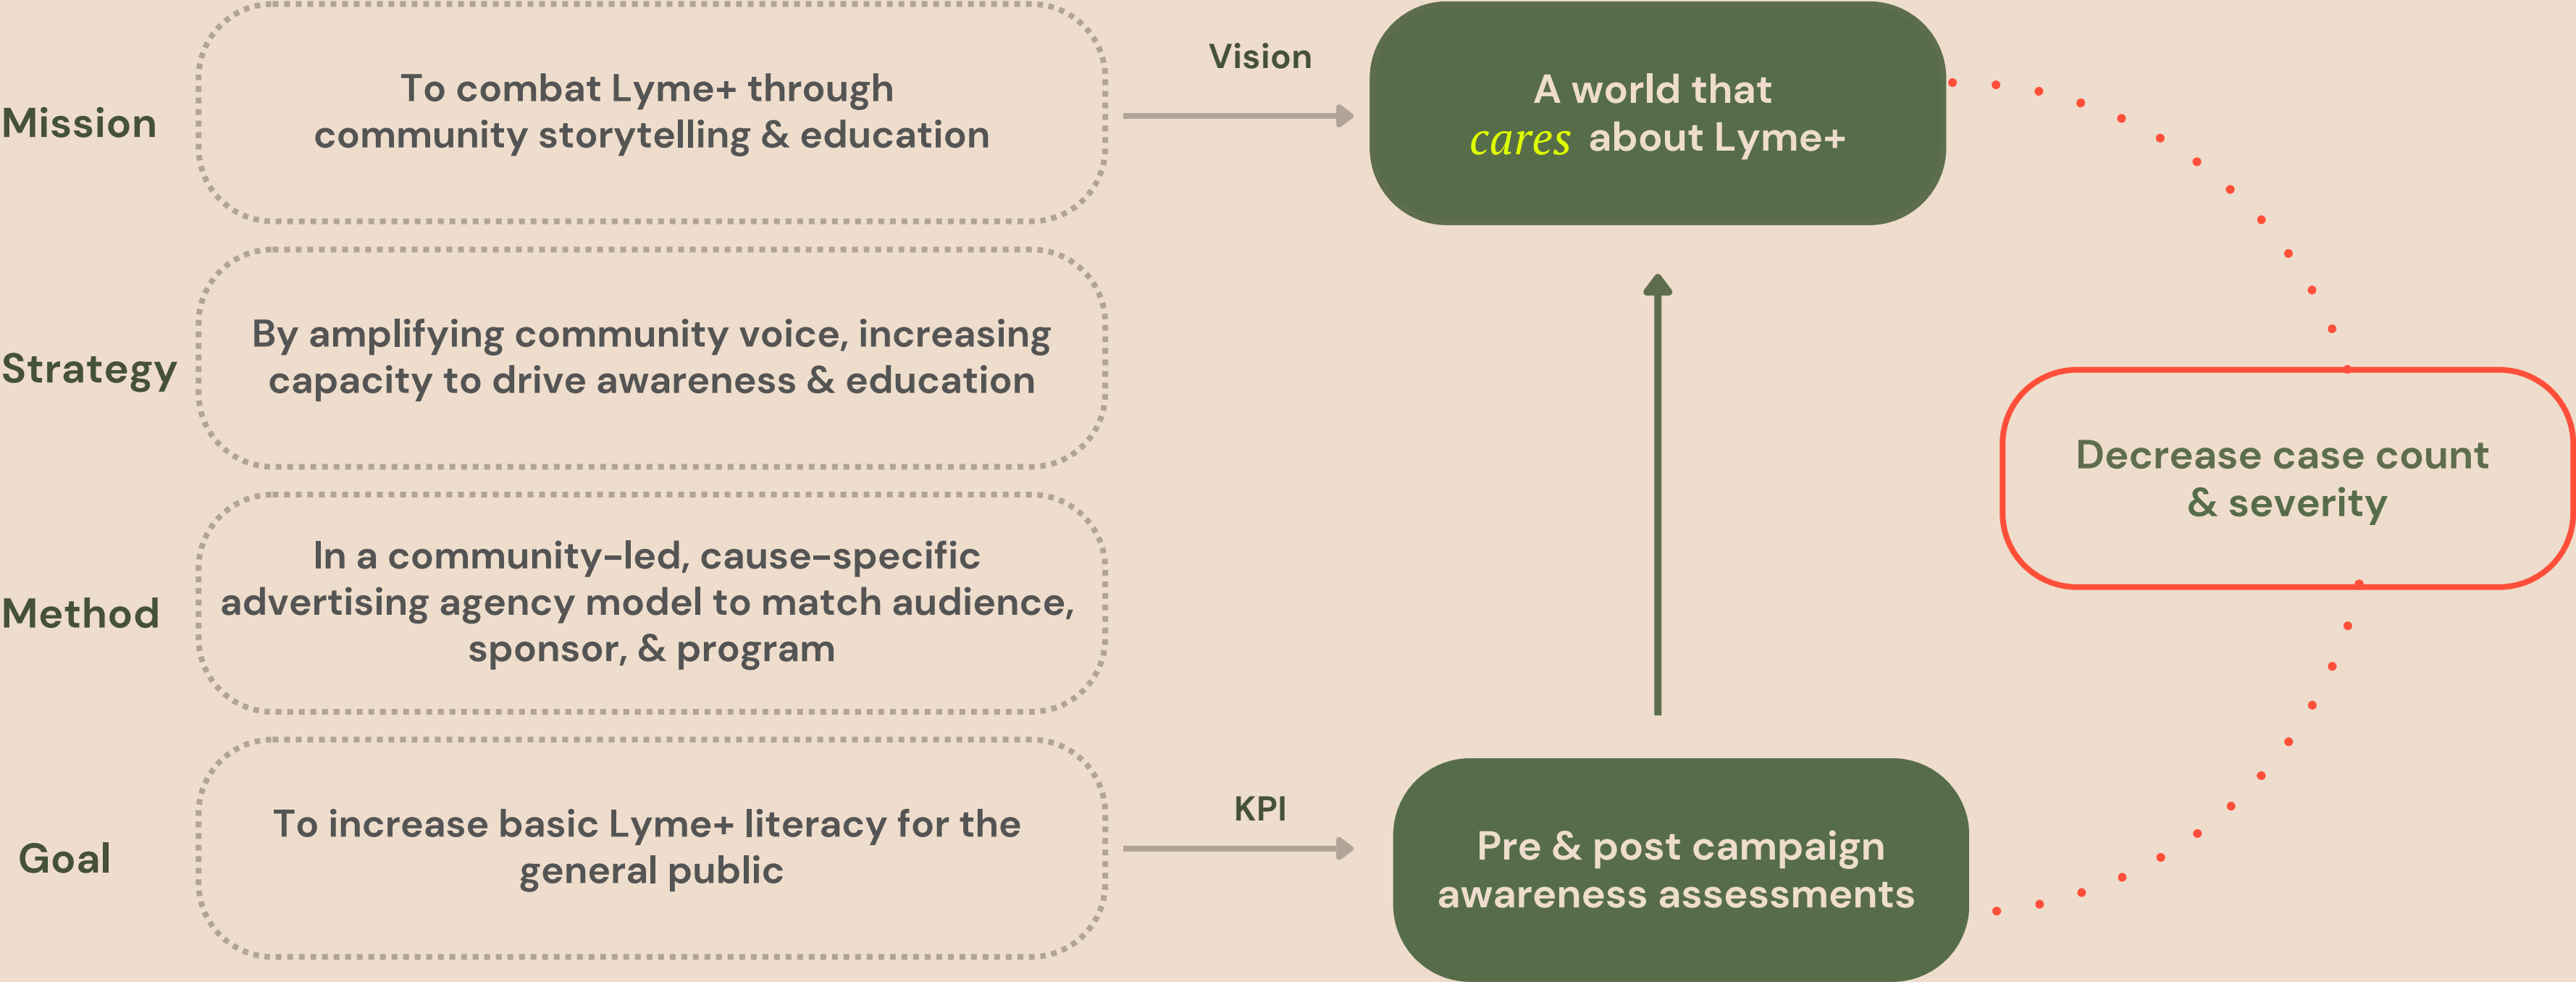 Mission
To combat Lyme+ through
community storytelling & education
Vision
A world that
cares about Lyme+
Strategy
By amplifying community voice, increasing
capacity to drive awareness & education
Decrease case count
& severity
Method
In a community-led, cause-specific
advertising agency model to match audience,
sponsor, & program
Goal
To increase basic Lyme+ literacy for the
general public
KPI
Pre & post campaign
awareness assessments